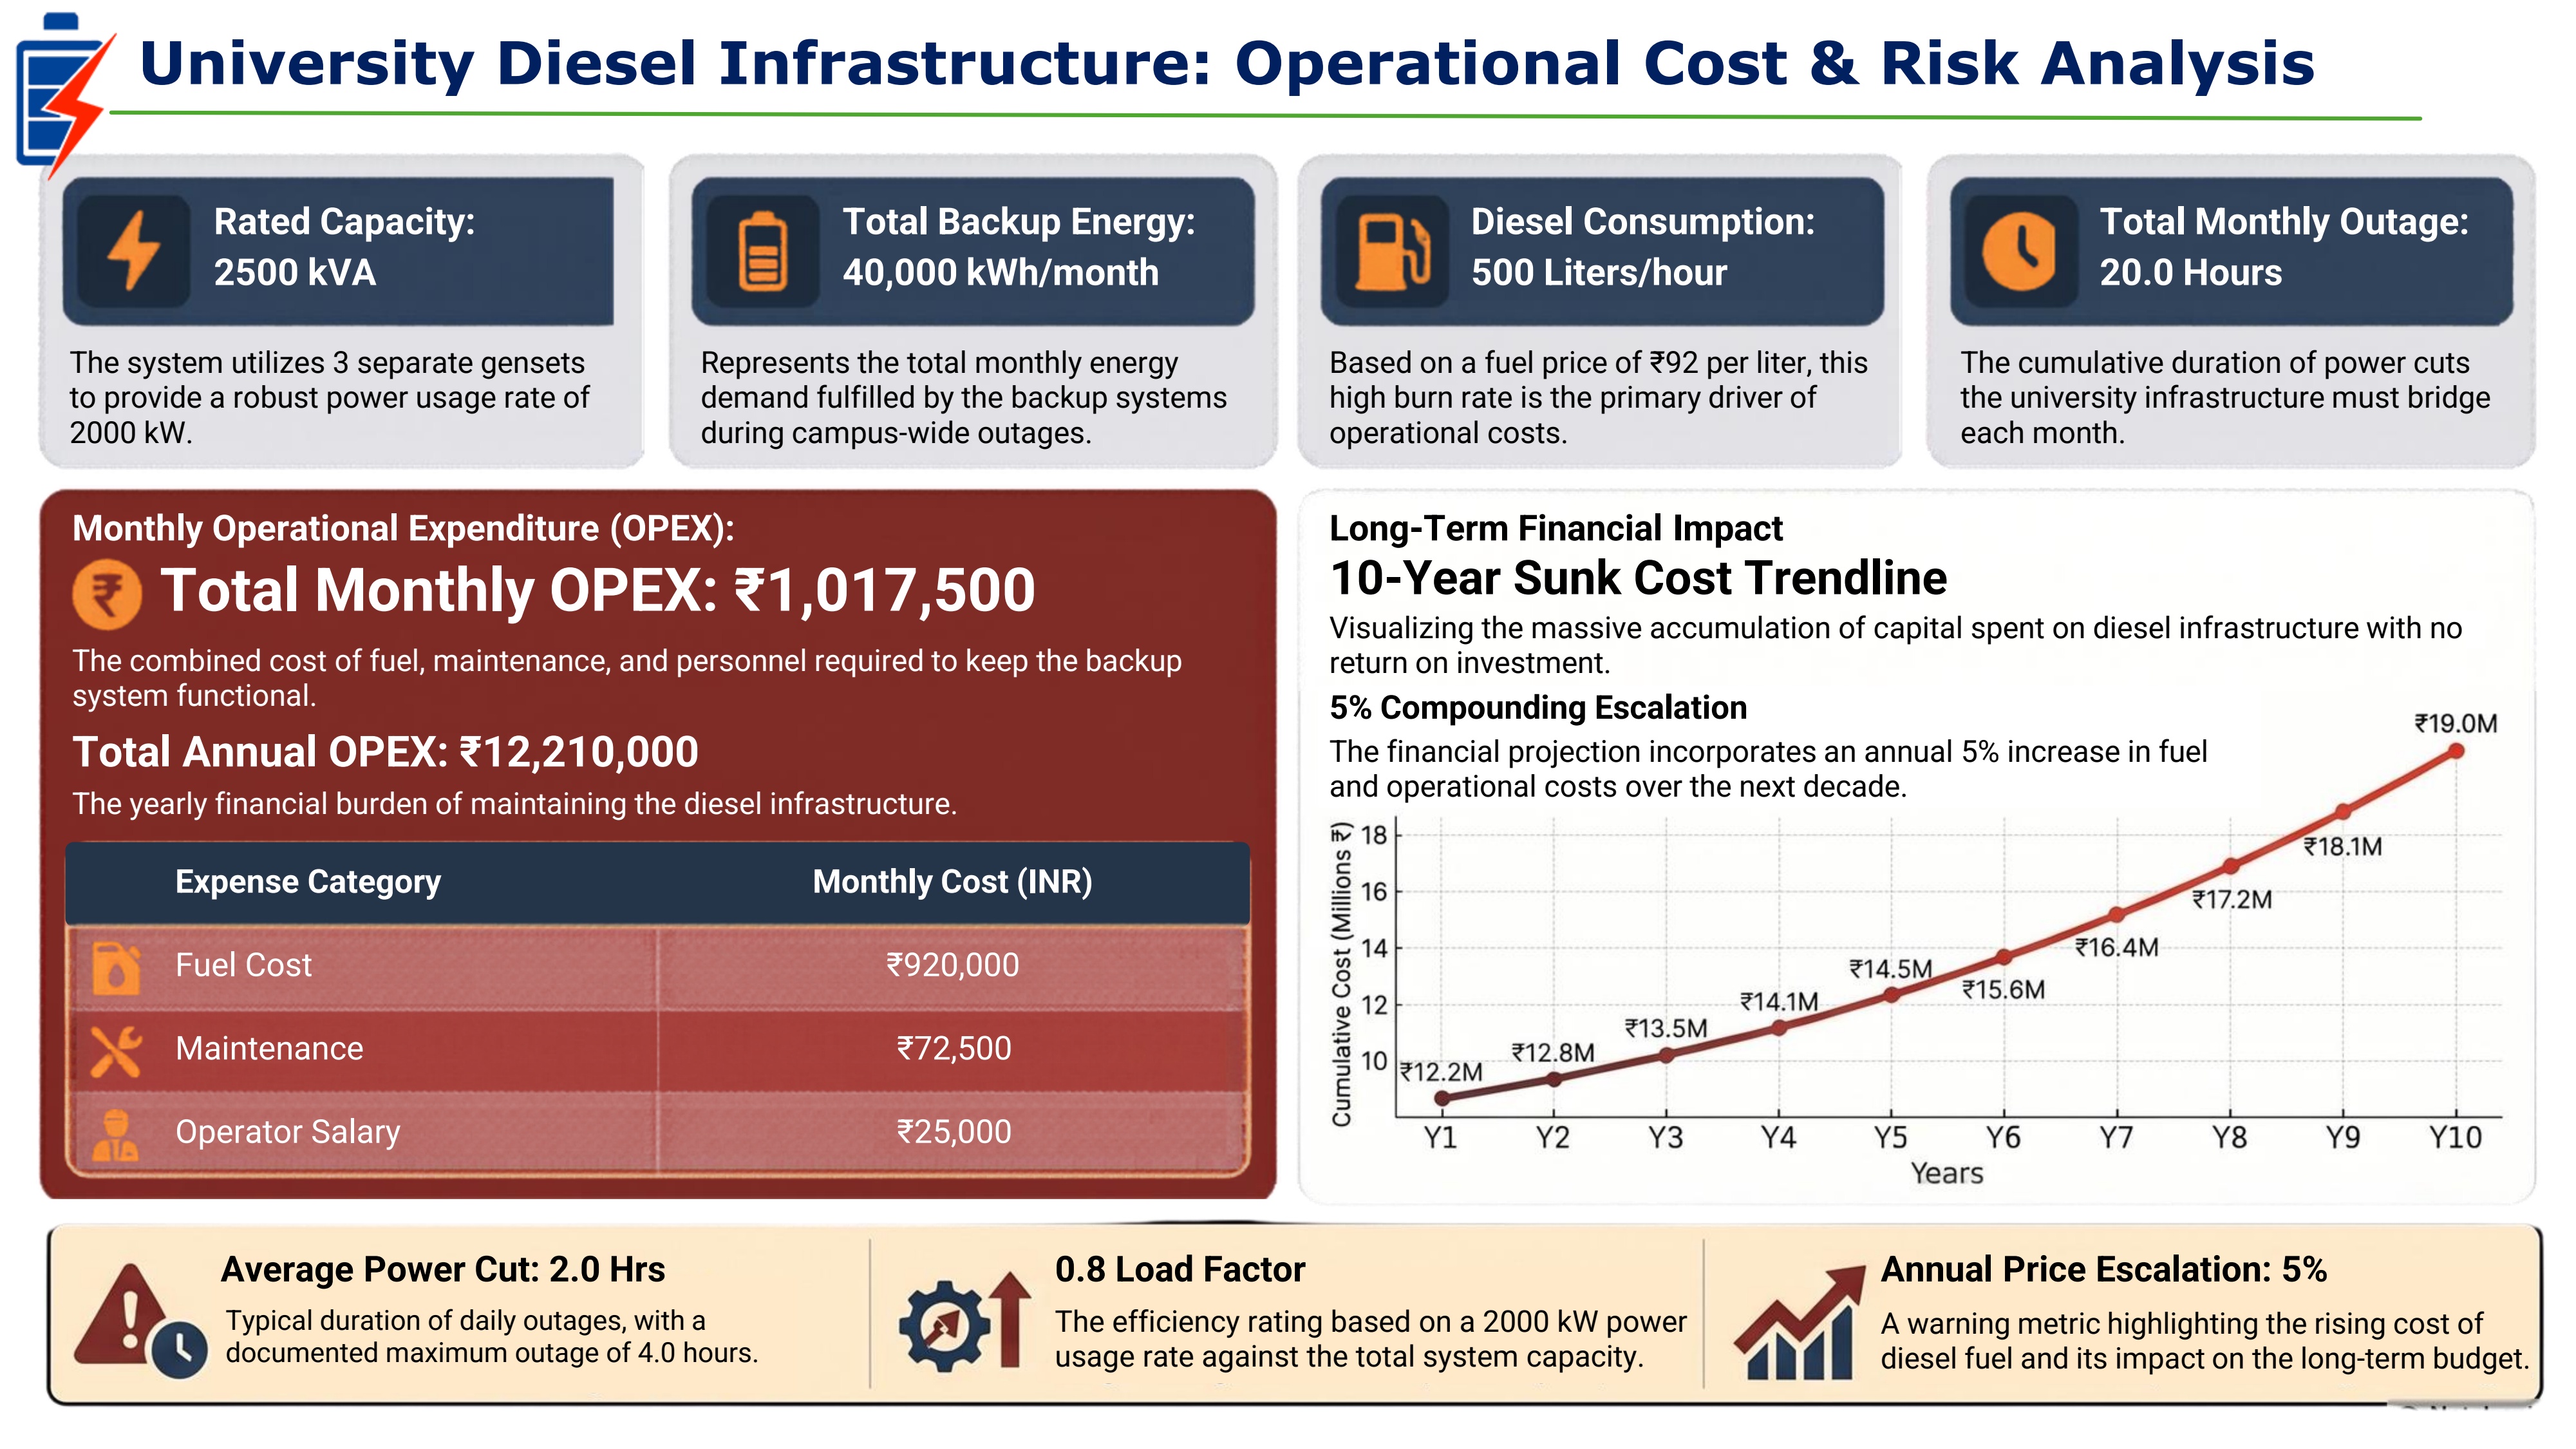 University Diesel Infrastructure: Operational Cost & Risk Analysis
Rated Capacity:
2500 kVA
The system utilizes 3 separate gensets
to provide a robust power usage rate of
2000 kW.
Total Backup Energy:
40,000 kWh/month
Represents the total monthly energy
demand fulfilled by the backup systems
during campus-wide outages.
Diesel Consumption:
500 Liters/hour
Based on a fuel price of ₹92 per liter, this
high burn rate is the primary driver of
operational costs.
Total Monthly Outage:
20.0 Hours
The cumulative duration of power cuts
the university infrastructure must bridge
each month.
Monthly Operational Expenditure (OPEX):
₹ Total Monthly OPEX: ₹1,017,500
The combined cost of fuel, maintenance, and personnel required to keep the backup
system functional.
Total Annual OPEX: ₹12,210,000
The yearly financial burden of maintaining the diesel infrastructure.
Expense Category Monthly Cost (INR)
Fuel Cost ₹920,000
Maintenance ₹72,500
Operator Salary ₹25,000
Long-Term Financial Impact
10-Year Sunk Cost Trendline
Visualizing the massive accumulation of capital spent on diesel infrastructure with no
return on investment.
5% Compounding Escalation
The financial projection incorporates an annual 5% increase in fuel
and operational costs over the next decade.
Cumulative Cost (Millions ₹)
18
16
14
12
10
₹12.2M
₹12.8M
₹13.5M
₹14.1M
₹14.5M
₹15.6M
₹16.4M
₹17.2M
₹18.1M
₹19.0M
Y1 Y2 Y3 Y4 Y5 Y6 Y7 Y8 Y9 Y10
Years
Average Power Cut: 2.0 Hrs
Typical duration of daily outages, with a
documented maximum outage of 4.0 hours.
0.8 Load Factor
The efficiency rating based on a 2000 kW power
usage rate against the total system capacity.
Annual Price Escalation: 5%
A warning metric highlighting the rising cost of
diesel fuel and its impact on the long-term budget.